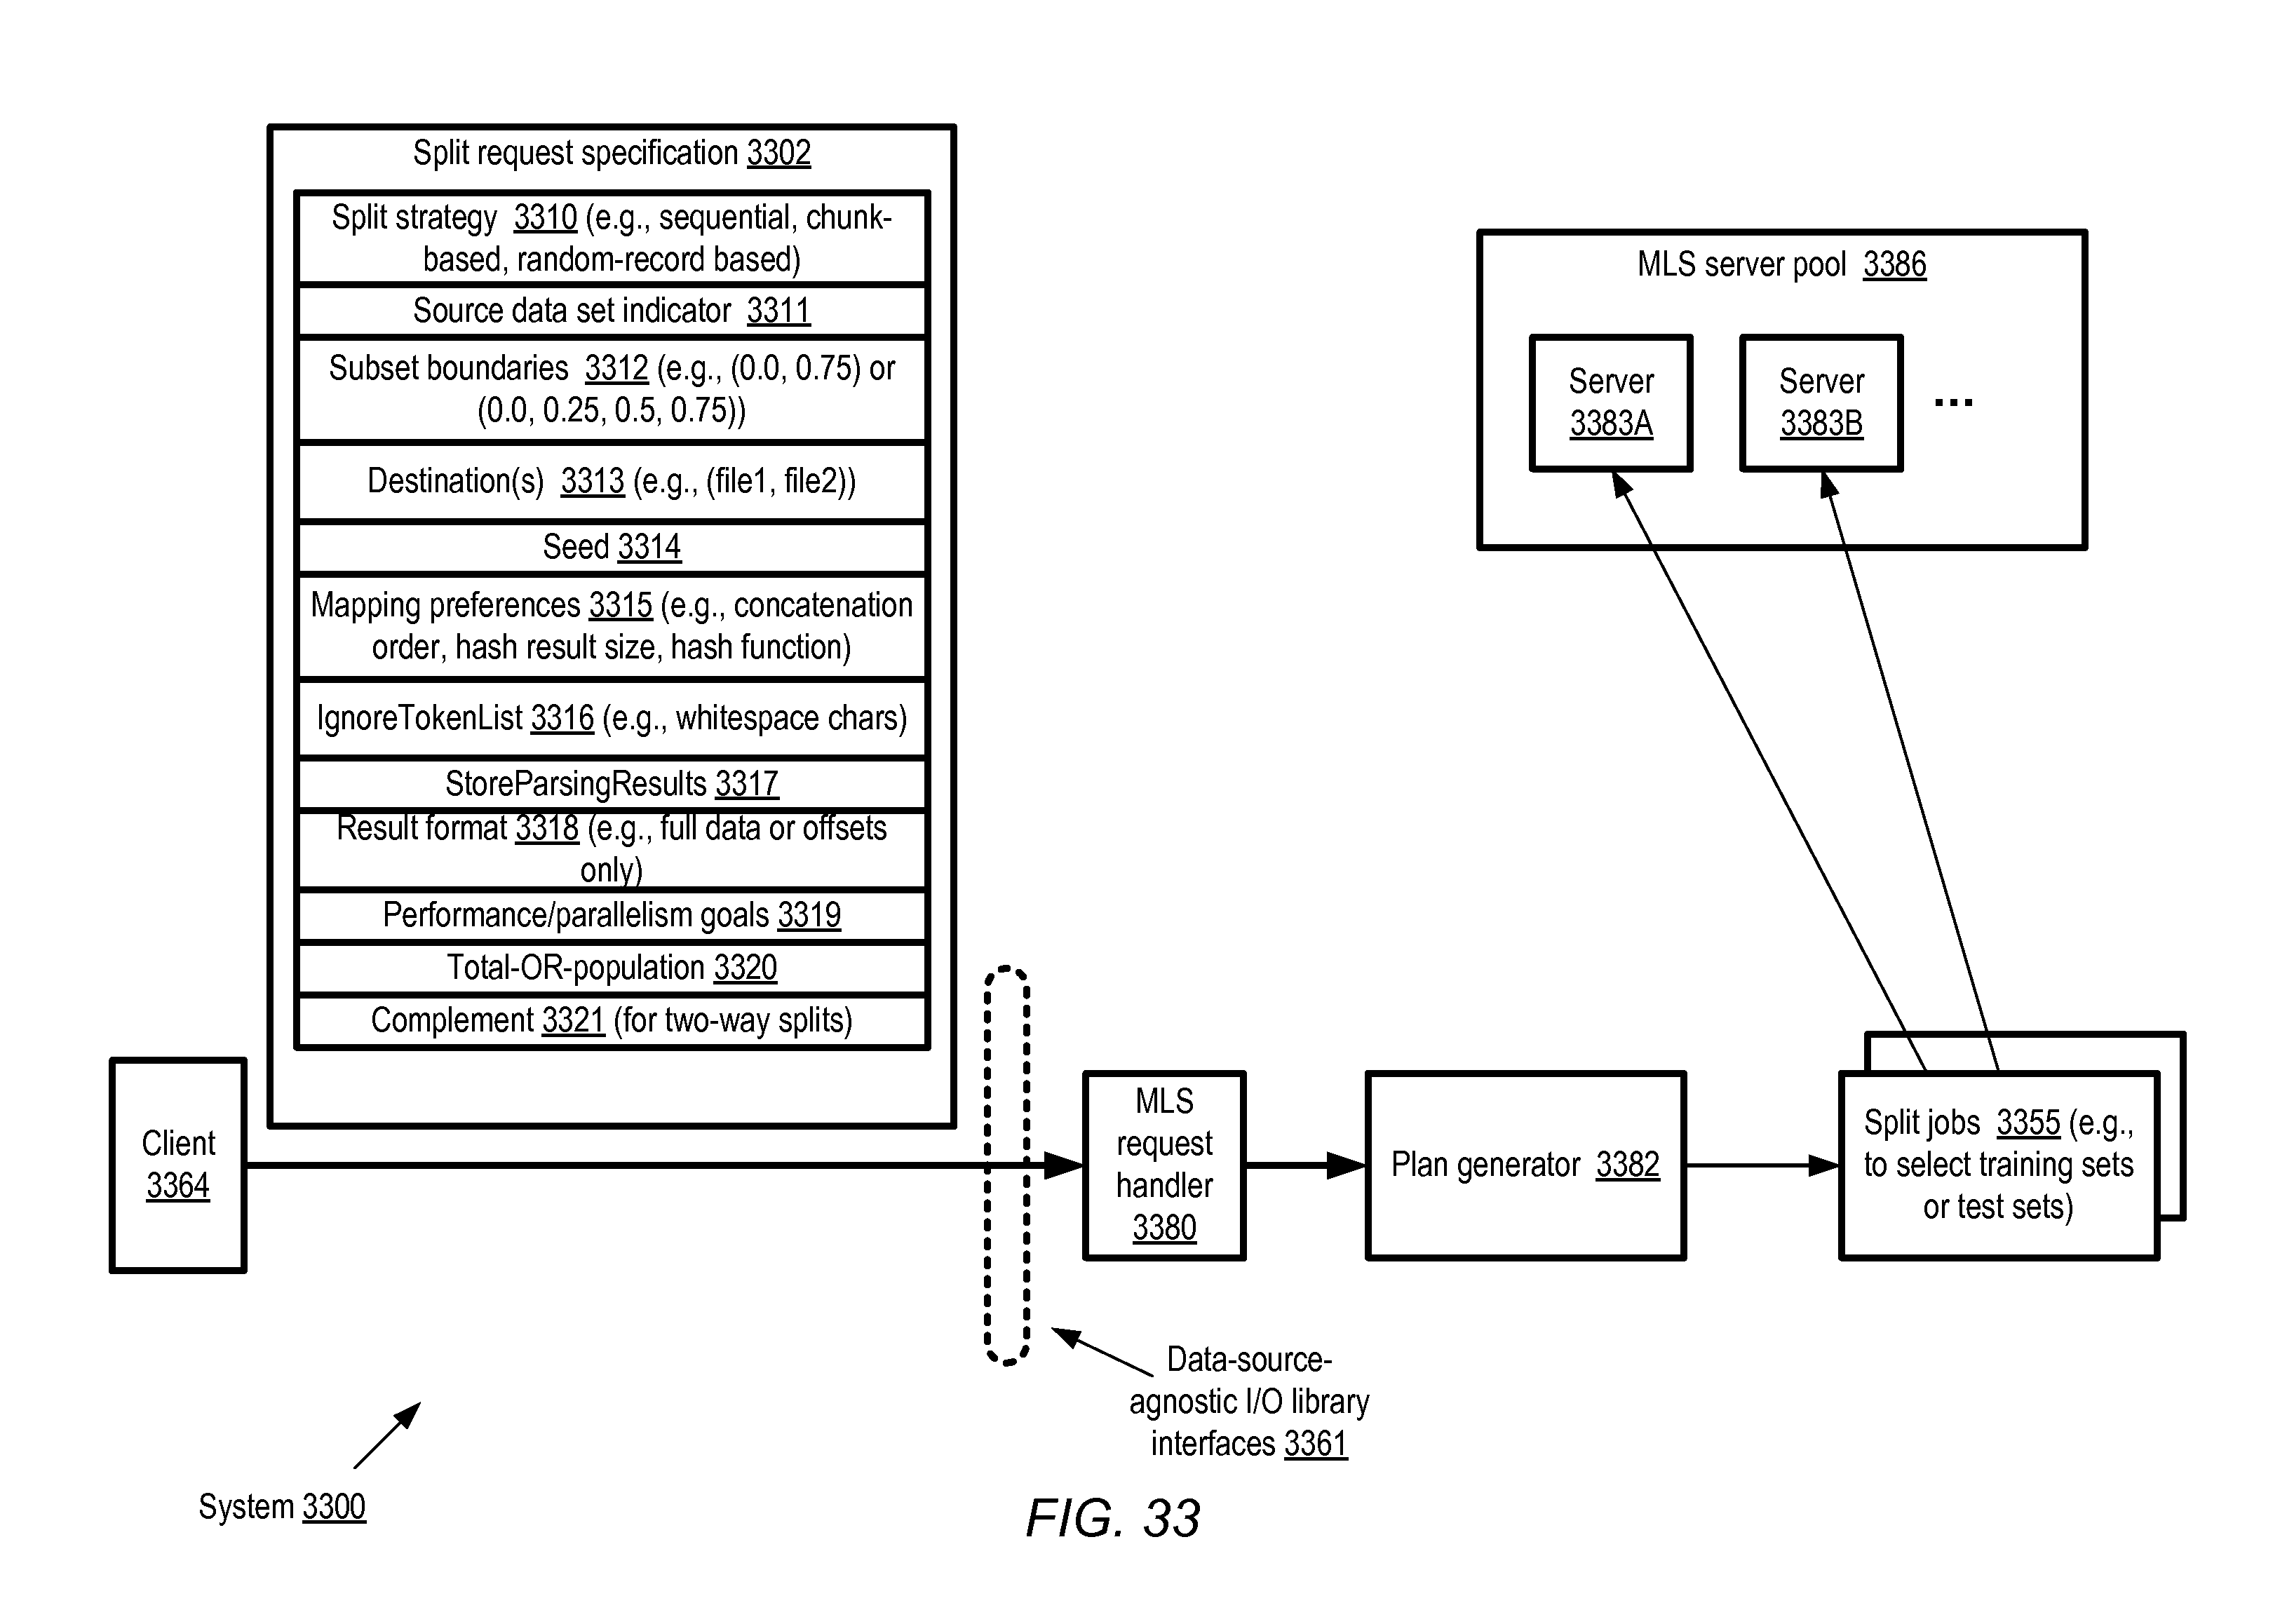 Split request specification 3302
Split strategy 3310 (e.g., sequential, chunk-
based, random-record based)
Source data set indicator 3311
Subset boundaries 3312 (e.g., (0.0, 0.75) or
(0.0, 0.25, 0.5, 0.75))
Destination(s) 3313 (e.g., (file1, file2))
Seed 3314
Mapping preferences 3315 (e.g., concatenation
order, hash result size, hash function)
IgnoreTokenList 3316 (e.g., whitespace chars)
StoreParsingResults 3317
Result format 3318 (e.g., full data or offsets
only)
Performance/parallelism goals 3319
Total-OR-population 3320
Complement 3321 (for two-way splits)
MLS server pool 3386
Server
3383A
Server
3383B
...
Client
3364
MLS
request
handler
3380
Plan generator 3382
Split jobs 3355 (e.g.,
to select training sets
or test sets)
Data-source-
agnostic I/O library
interfaces 3361
System 3300
FIG. 33